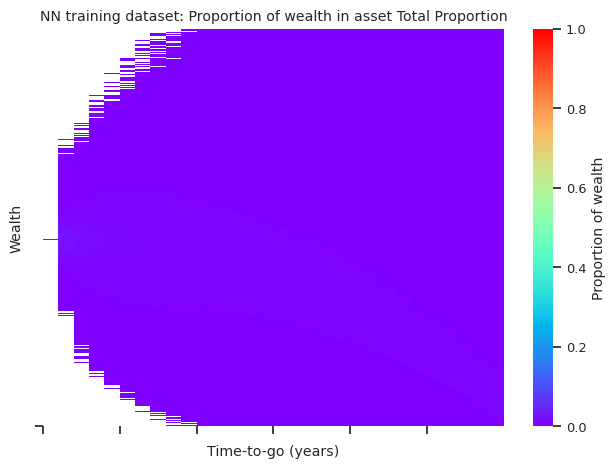 NN training dataset: Proportion of wealth in asset Total Proportion
Wealth
Time-to-go (years)
1.0
0.8
0.6
0.4
0.2
0.0
Proportion of wealth